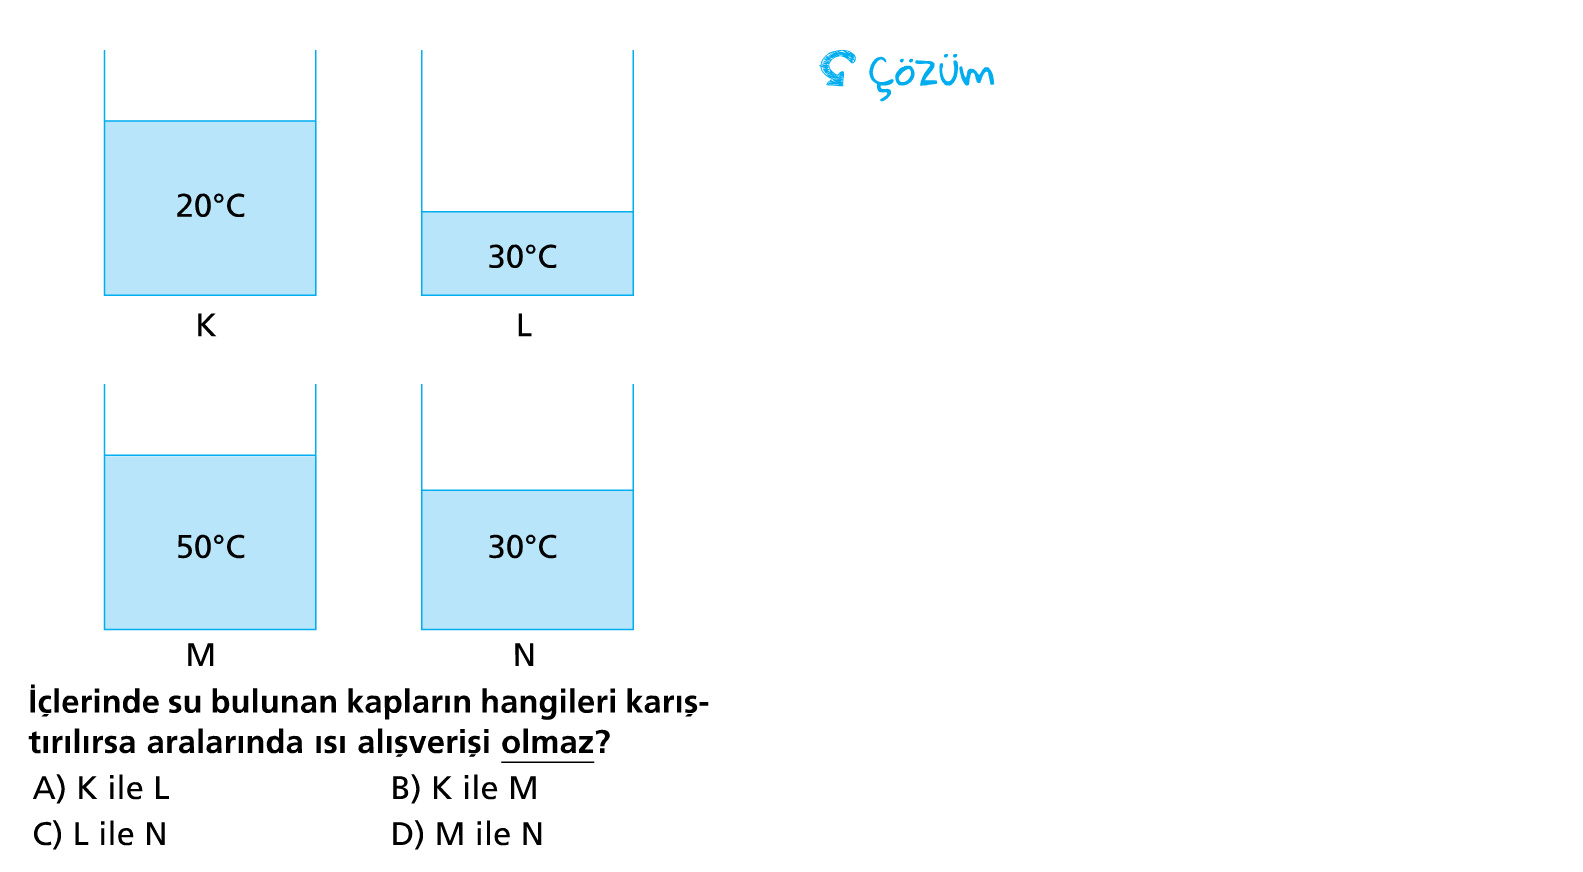 Çözüm
20°C
30°C
K
L
50°C
30°C
M
N
İçlerinde su bulunan kapların hangileri karış-
tırılırsa aralarında ısı alışverişi olmaz?
A) K ile L
B) K ile M
C) L ile N
D) M ile N